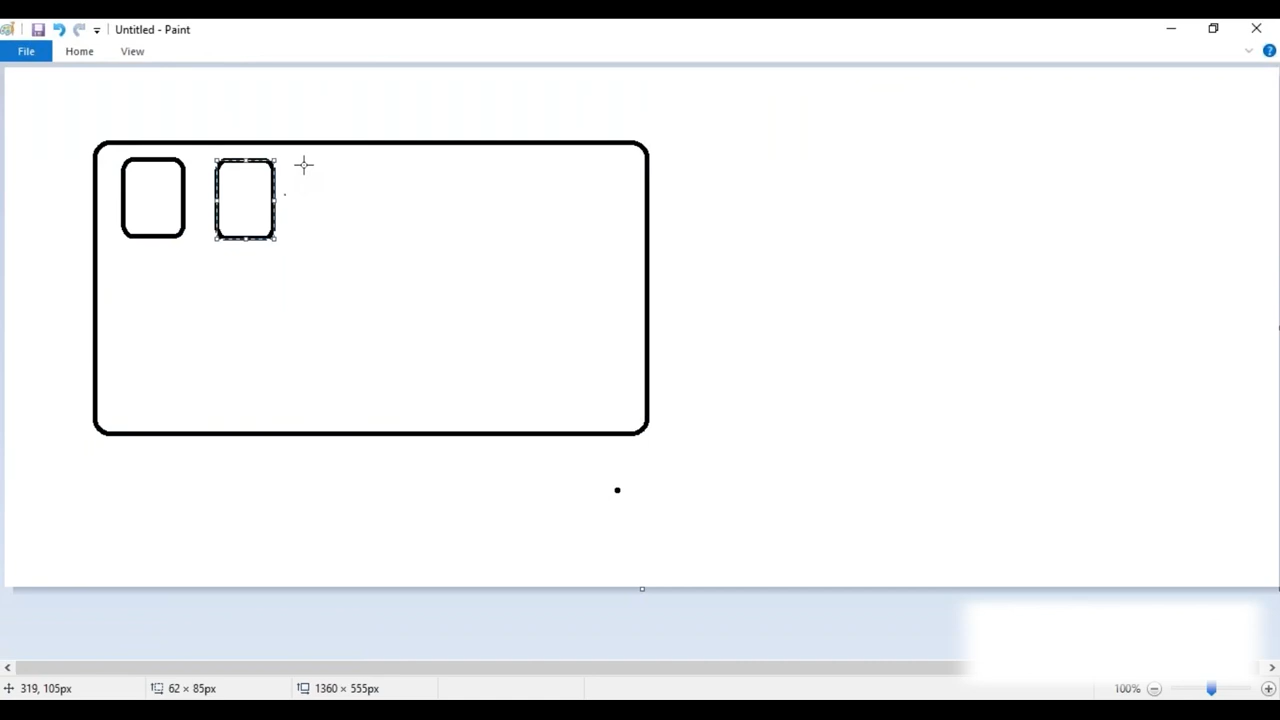 Untitled - Paint
File Home View
319, 105px 62 × 85px 1360 × 555px 100%